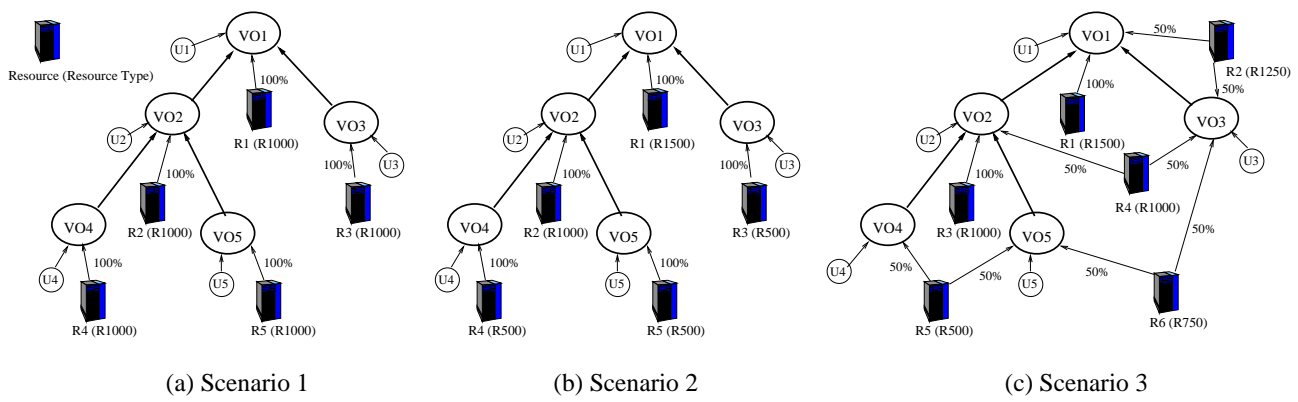 Resource (Resource Type)
U1
VO1
100%
R1 (R1000)
VO2
U2
VO3
U3
100%
R2 (R1000)
100%
R3 (R1000)
VO4
U4
100%
R4 (R1000)
VO5
U5
100%
R5 (R1000)
(a) Scenario 1
U1
VO1
100%
R1 (R1500)
VO2
U2
VO3
U3
100%
R2 (R1000)
100%
R3 (R500)
VO4
U4
100%
R4 (R500)
VO5
U5
100%
R5 (R500)
(b) Scenario 2
U1
VO1
50%
R2 (R1250)
50%
100%
R1 (R1500)
VO2
U2
VO3
U3
50%
50%
R4 (R1000)
100%
R3 (R1000)
VO4
U4
VO5
U5
50%
50%
R5 (R500)
50%
50%
R6 (R750)
(c) Scenario 3